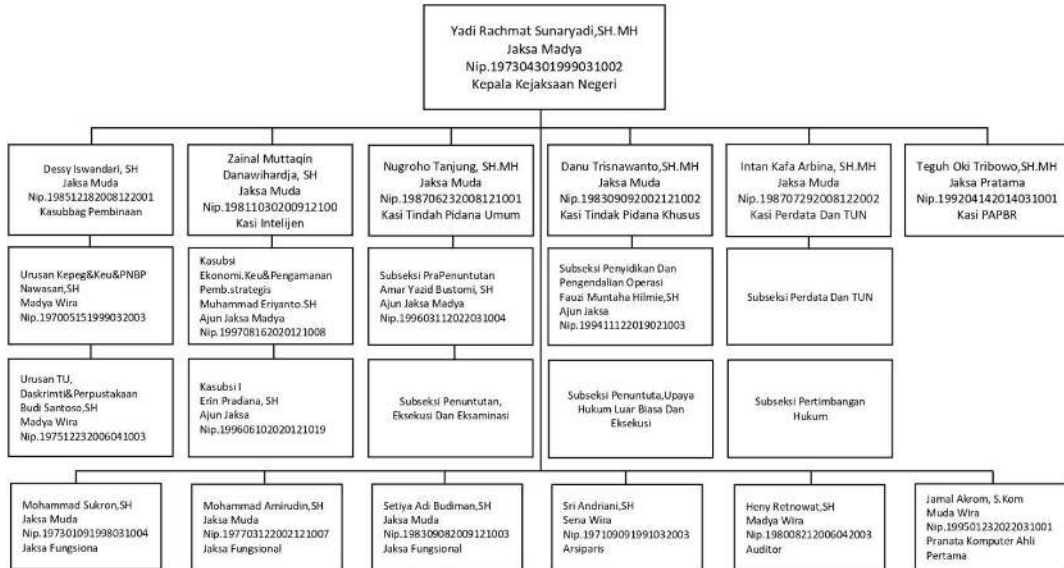 Yadi Rachmat Sunaryadi,SH.MH
Jaksa Madya
Nip.197304301999031002
Kepala Kejaksaan Negeri
Dessy Iswandari, SH
Jaksa Muda
Nip.198512182008122001
Kasubbag Pembinaan
Zainal Muttaqin
Danawihardja, SH
Jaksa Muda
Nip.19811030200912100
Kasi Intelijen
Nugroho Tanjung, SH.MH
Jaksa Muda
Nip.198706232008121001
Kasi Tindah Pidana Umum
Danu Trisnawanto,SH.MH
Jaksa Muda
Nip.198309092002121002
Kasi Tindak Pidana Khusus
Intan Kafa Arbina, SH.MH
Jaksa Muda
Nip.198707292008122002
Kasi Perdata Dan TUN
Teguh Oki Tribowo,SH.MH
Jaksa Pratama
Nip.199204142014031001
Kasi PAPBR
Urusan Kepeg&Keu&PNBP
Nawasari,SH
Madya Wira
Nip.197005151999032003
Kasubsi
Ekonomi.Keu&Pengamanan
Pemb.strategis
Muhammad Eriyanto.SH
Ajun Jaksa Madya
Nip.199708162020121008
Subseksi PraPenuntutan
Amar Yazid Bustomi, SH
Ajun Jaksa Madya
Nip.199603112022031004
Subseksi Penyidikan Dan
Pengendalian Operasi
Fauzi Muntaha Hilmie,SH
Ajun Jaksa
Nip.199411122019021003
Subseksi Perdata Dan TUN
Urusan TU,
Daskrimti&Perpustakaan
Budi Santoso,SH
Madya Wira
Nip.197512232006041003
Kasubsi I
Erin Pradana, SH
Ajun Jaksa
Nip.199606102020121019
Subseksi Penuntutan,
Eksekusi Dan Eksaminasi
Subseksi Penuntuta,Upaya
Hukum Luar Biasa Dan
Eksekusi
Subseksi Pertimbangan
Hukum
Mohammad Sukron,SH
Jaksa Muda
Nip.197301091998031004
Jaksa Fungsiona
Mohammad Amirudin,SH
Jaksa Muda
Nip.197703122002121007
Jaksa Fungsional
Setiya Adi Budiman,SH
Jaksa Muda
Nip.198309082009121003
Jaksa Fungsional
Sri Andriani,SH
Sena Wira
Nip.197109091991032003
Arsiparis
Heny Retnowat,SH
Madya Wira
Nip.198008212006042003
Auditor
Jamal Akrom, S.Kom
Muda Wira
Nip.199501232022031001
Pranata Komputer Ahli
Pertama